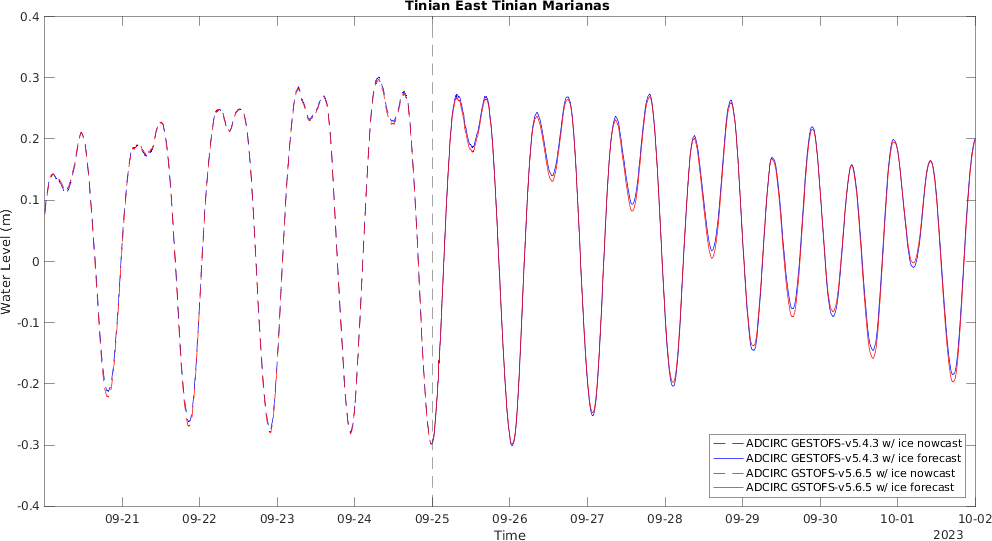 Tinian East Tinian Marianas
0.4
0.3
0.2
0.1
0
-0.1
-0.2
-0.3
-0.4
Water Level (m)
ADCIRC GESTOFS-v5.4.3 w/ ice nowcast
ADCIRC GESTOFS-v5.4.3 w/ ice forecast
ADCIRC GSTOFS-v5.6.5 w/ ice nowcast
ADCIRC GSTOFS-v5.6.5 w/ ice forecast
09-21 09-22 09-23 09-24 09-25 09-26 09-27 09-28 09-29 09-30 10-01 10-02
Time
2023